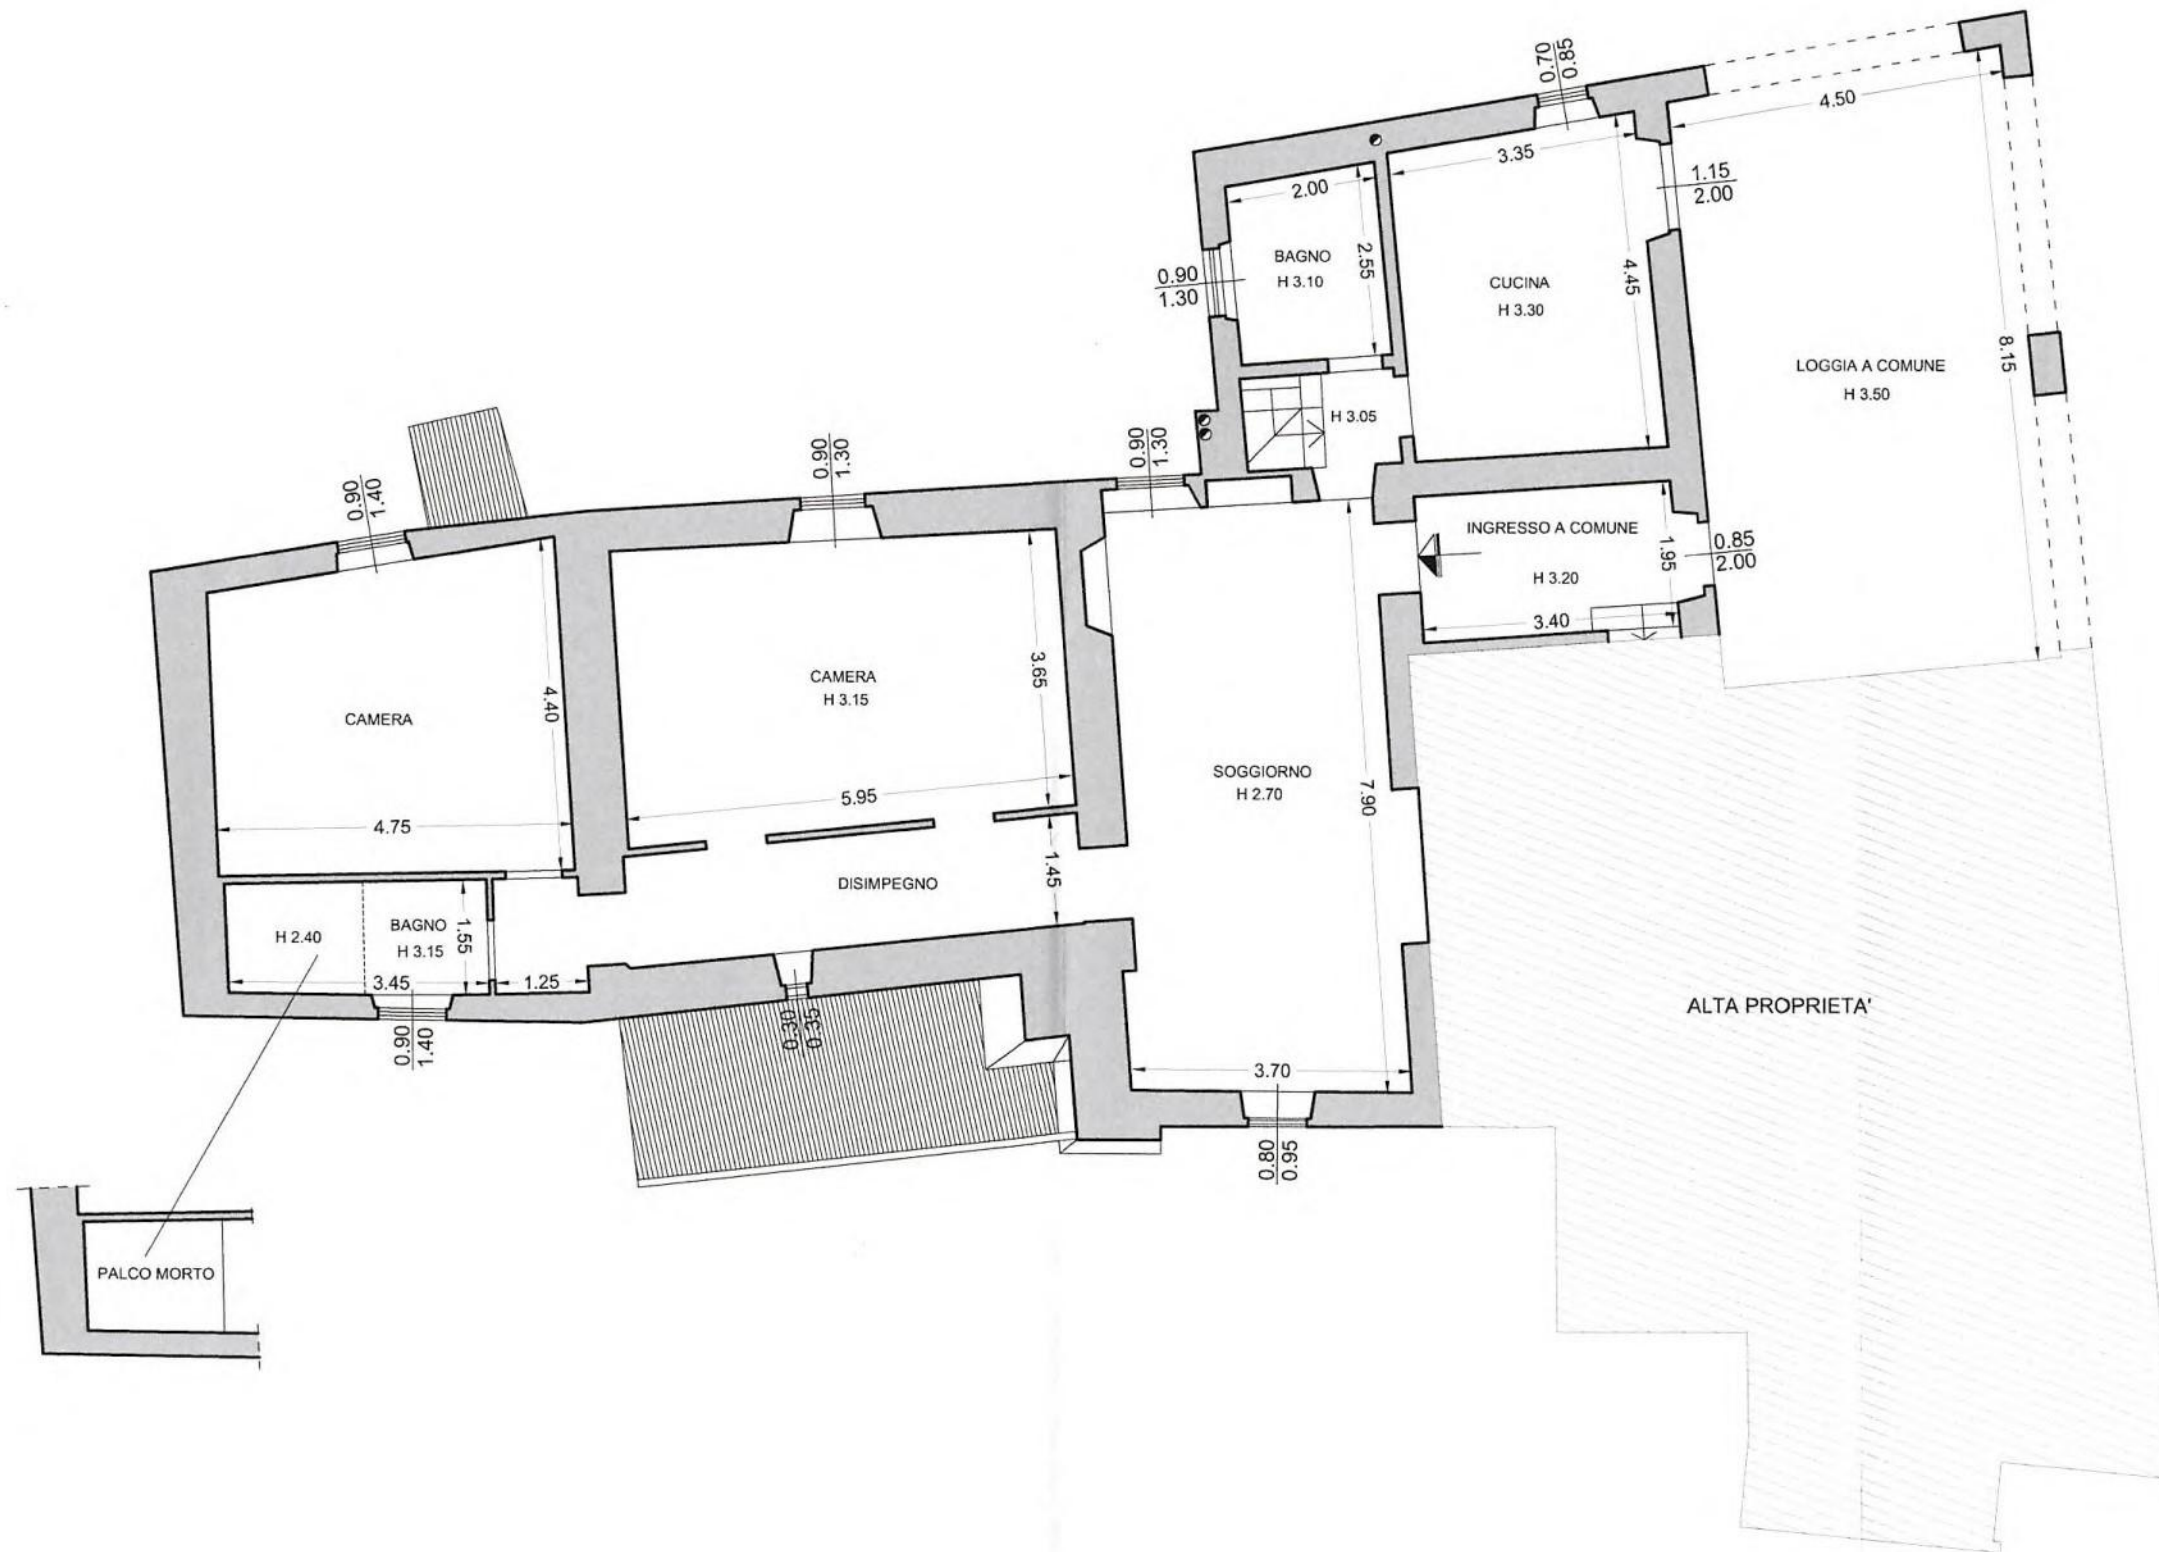 0.70
0.85
4.50
3.35
1.15
2.00
2.00
BAGNO
H 3.10
2.55
0.90
1.30
CUCINA
H 3.30
4.45
LOGGIA A COMUNE
H 3.50
8.15
H 3.05
0.90
1.40
0.90
1.30
0.90
1.30
INGRESSO A COMUNE
H 3.20
1.95
3.40
0.85
2.00
CAMERA
4.40
4.75
CAMERA
H 3.15
3.65
5.95
SOGGIORNO
H 2.70
7.90
3.70
DISIMPEGNO
1.45
H 2.40
BAGNO
H 3.15
1.55
3.45
1.25
0.90
1.40
0.30
0.35
0.80
0.95
ALTA PROPRIETA'
PALCO MORTO